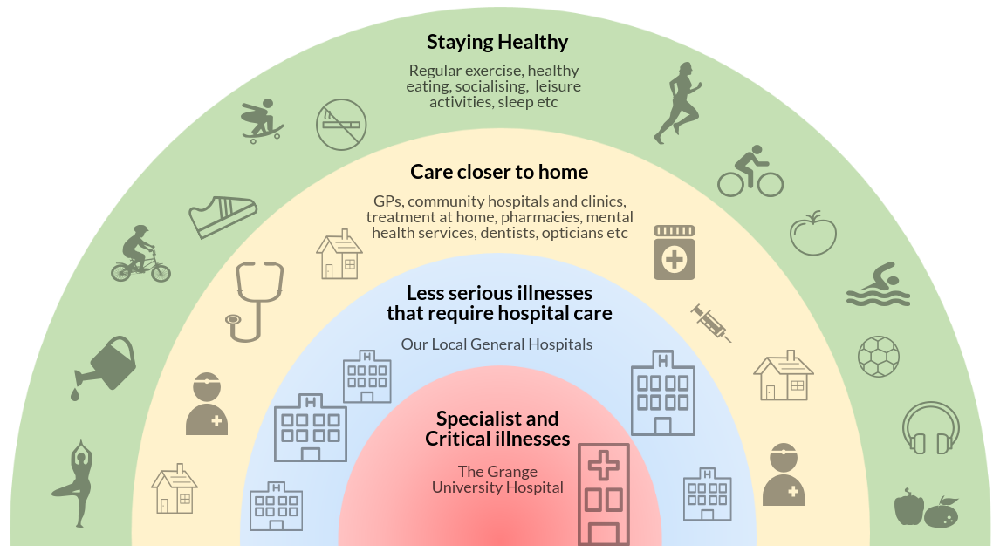 Staying Healthy
Regular exercise, healthy
eating, socialising,  leisure
activities, sleep etc
Care closer to home
GPs, community hospitals and clinics,
treatment at home, pharmacies, mental
health services, dentists, opticians etc
Less serious illnesses
that require hospital care
Our Local General Hospitals
H
H
H
Specialist and
Critical illnesses
The Grange
University Hospital
H
H